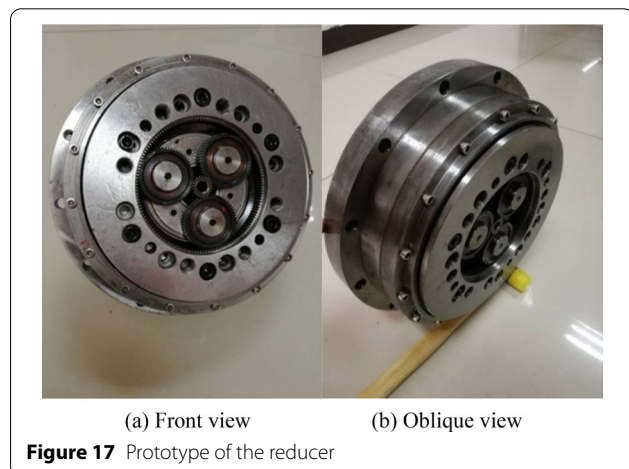 (a) Front view
(b) Oblique view
Figure 17 Prototype of the reducer